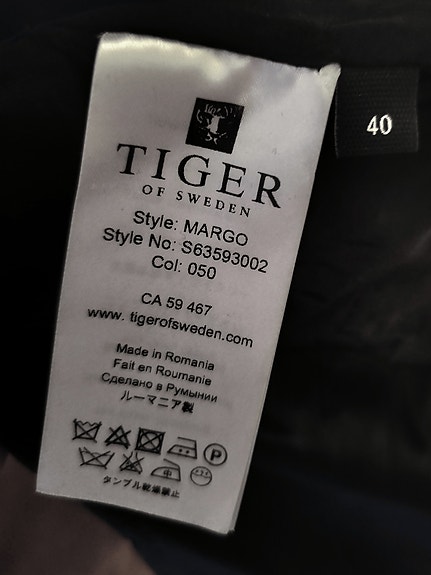 TIGER
OF SWEDEN
Style: MARGO
Style No: S63593002
Col: 050
CA 59 467
www. tigerofsweden.com
Made in Romania
Fait en Roumanie
Сделано в Румынии
ルーマニア製
P
中
タンブル乾燥禁止
40